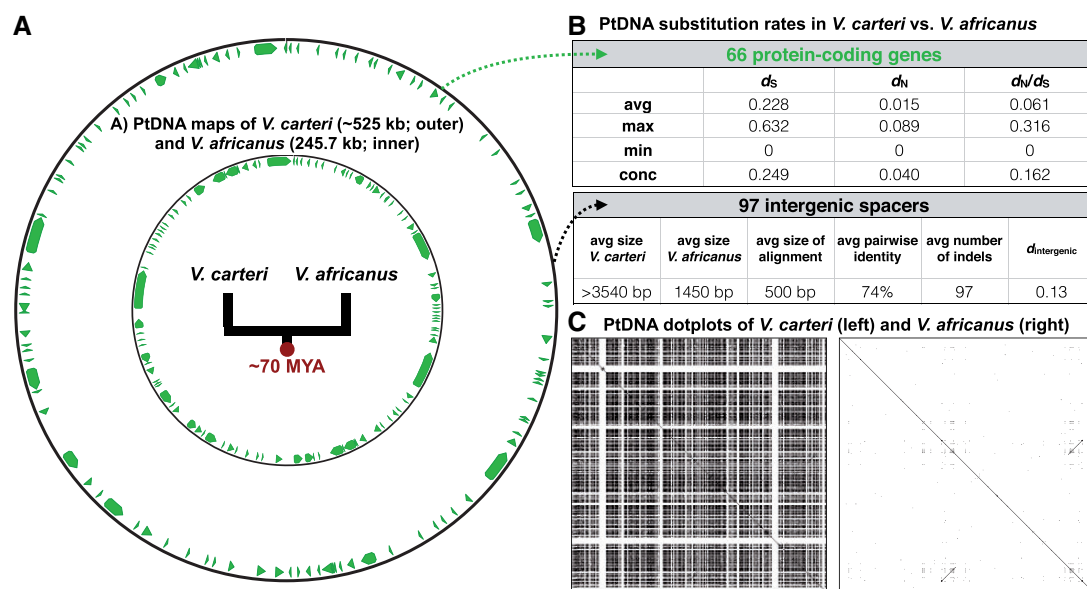 A
A) PtDNA maps of V. carteri (~525 kb; outer)
and V. africanus (245.7 kb; inner)
V. carteri V. africanus
~70 MYA
B PtDNA substitution rates in V. carteri vs. V. africanus
66 protein-coding genes
dS dN dN/dS
avg 0.228 0.015 0.061
max 0.632 0.089 0.316
min 0 0 0
conc 0.249 0.040 0.162
97 intergenic spacers
avg size avg size avg size of avg pairwise avg number dintergenic
V. carteri V. africanus alignment identity of indels
>3540 bp 1450 bp 500 bp 74% 97 0.13
C PtDNA dotplots of V. carteri (left) and V. africanus (right)